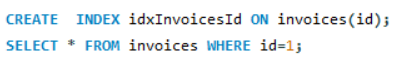 CREATE  INDEX idxInvoicesId ON invoices(id);
SELECT * FROM invoices WHERE id=1;